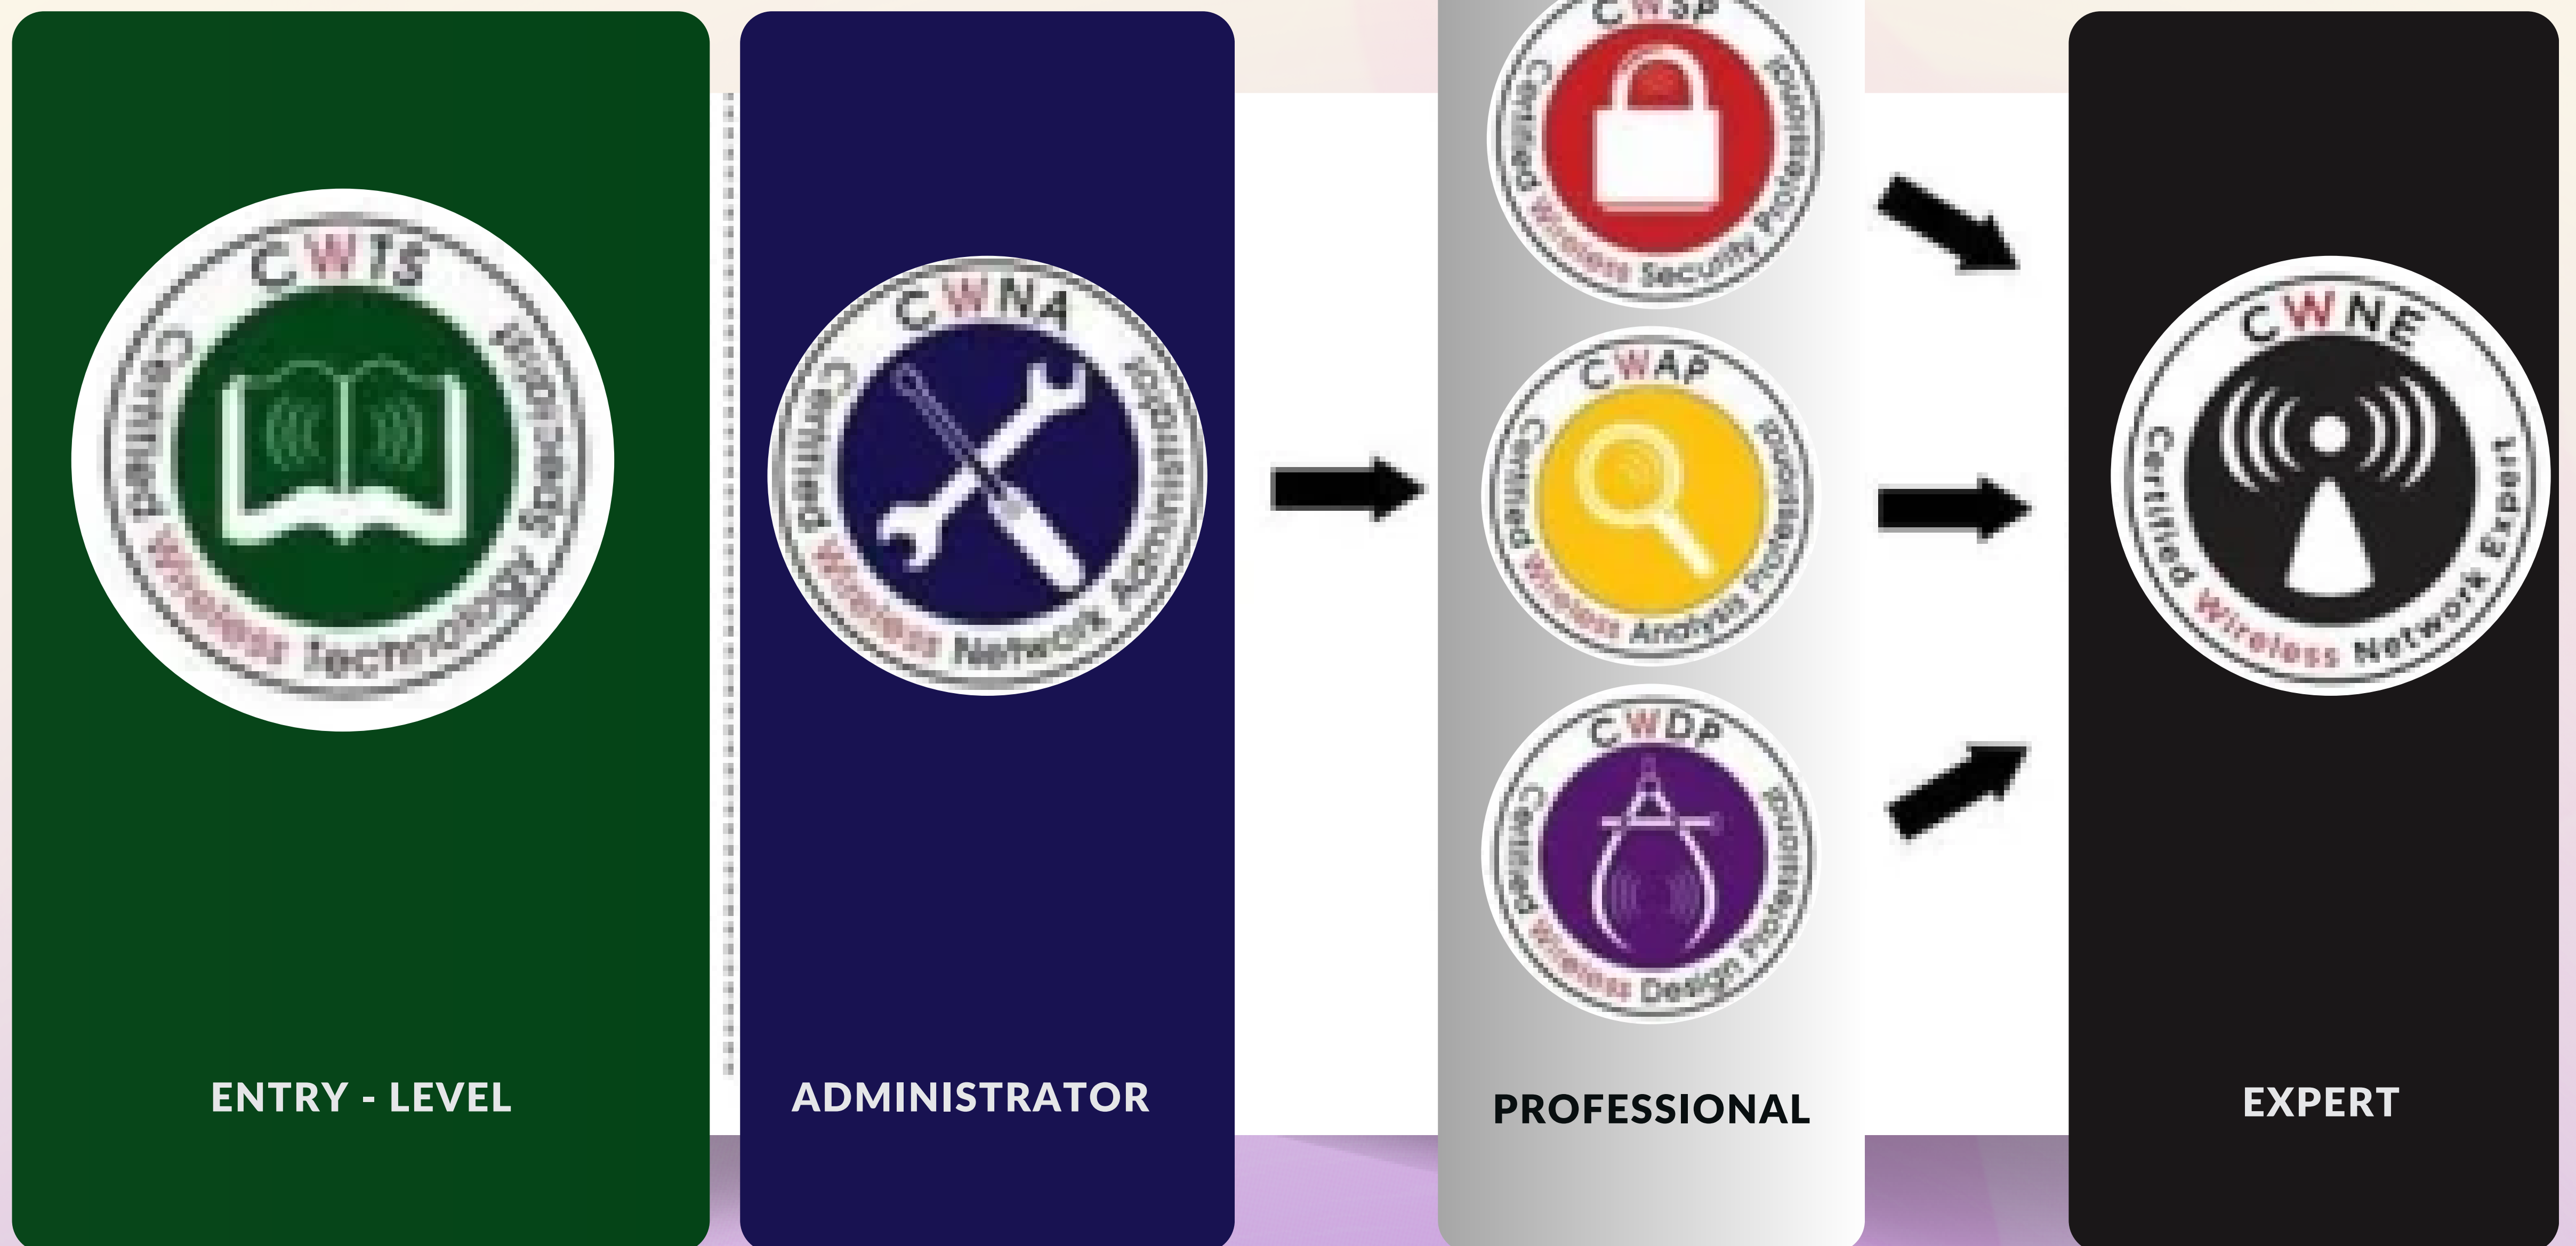 CWTS
Certified Wireless Technology Specialist
ENTRY - LEVEL
CWNA
Certified Wireless Network Administrator
ADMINISTRATOR
CWSP
Certified Wireless Security Professional
CWAP
Certified Wireless Analysis Professional
CWDP
Certified Wireless Design Professional
PROFESSIONAL
CWNE
Certified Wireless Network Expert
EXPERT